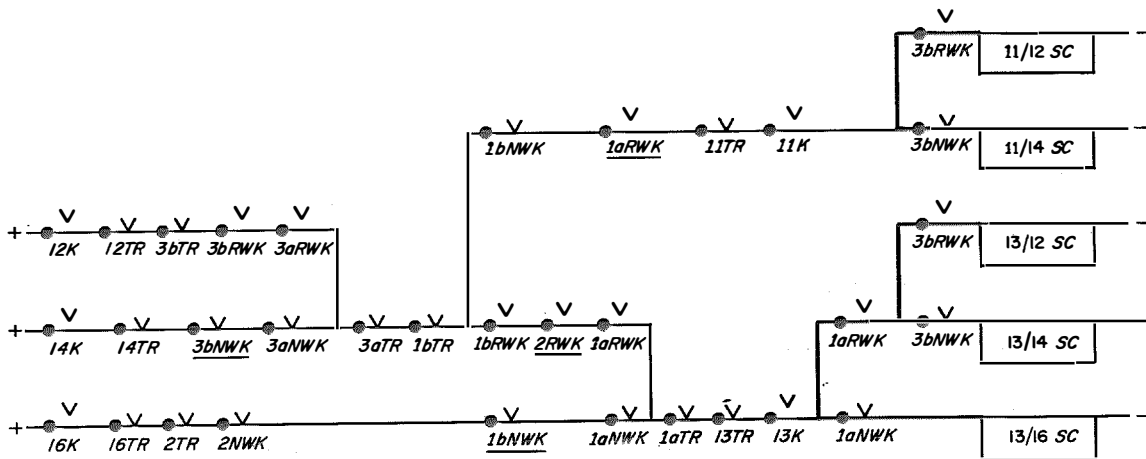 3bRWK 11/12 SC
1bNWK 1aRWK 11TR 11K 3bNWK 11/14 SC
+ 12K 12TR 3bTR 3bRWK 3aRWK 3bRWK 13/12 SC
+ 14K 14TR 3bNWK 3aNWK 3aTR 1bTR 1bRWK 2RWK 1aRWK 1aRWK 3bNWK 13/14 SC
+ 16K 16TR 2TR 2NWK 1bNWK 1aNWK 1aTR 13TR 13K 1aNWK 13/16 SC